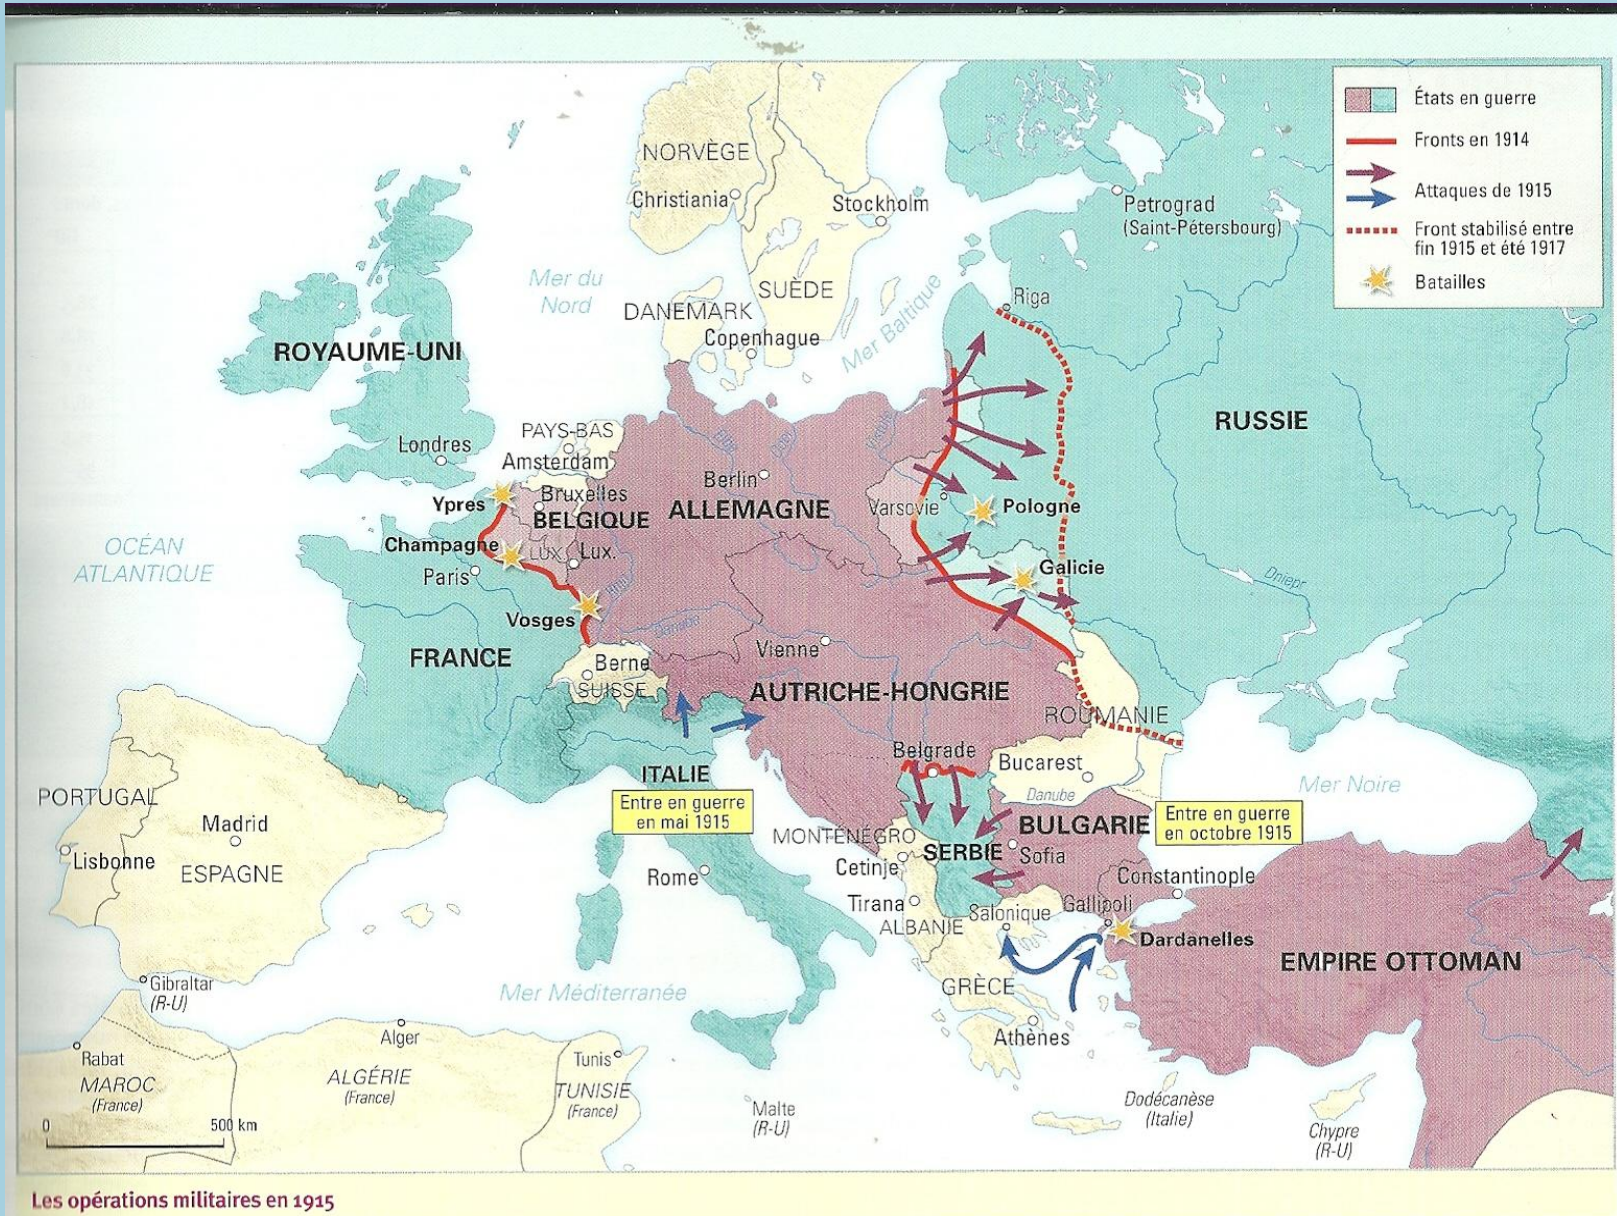 États en guerre
Fronts en 1914
Attaques de 1915
Front stabilisé entre
fin 1915 et été 1917
Batailles
NORVÈGE
Christiania
Stockholm
Petrograd
(Saint-Pétersbourg)
Mer du
Nord
SUÈDE
DANEMARK
Copenhague
Mer Baltique
Riga
ROYAUME-UNI
RUSSIE
Londres
PAYS-BAS
Amsterdam
Ypres
Bruxelles
BELGIQUE
Berlin
ALLEMAGNE
Elbe
Oder
Vistule
Varsovie
Pologne
OCÉAN
ATLANTIQUE
Champagne
LUX.
Lux.
Paris
Rhin
Galicie
Dniepr
Vosges
Danube
Vienne
FRANCE
Berne
SUISSE
AUTRICHE-HONGRIE
ROUMANIE
Belgrade
Bucarest
Danube
ITALIE
Entre en guerre
en mai 1915
Mer Noire
PORTUGAL
Madrid
Lisbonne
ESPAGNE
MONTÉNÉGRO
BULGARIE
Entre en guerre
en octobre 1915
SERBIE
Sofia
Cetinje
Rome
Constantinople
Tirana
ALBANIE
Salonique
Gallipoli
Dardanelles
EMPIRE OTTOMAN
Gibraltar
(R-U)
Mer Méditerranée
GRÈCE
Athènes
Alger
Rabat
MAROC
(France)
ALGÉRIE
(France)
Tunis
TUNISIE
(France)
Malte
(R-U)
Dodécanèse
(Italie)
Chypre
(R-U)
0
500 km
Les opérations militaires en 1915